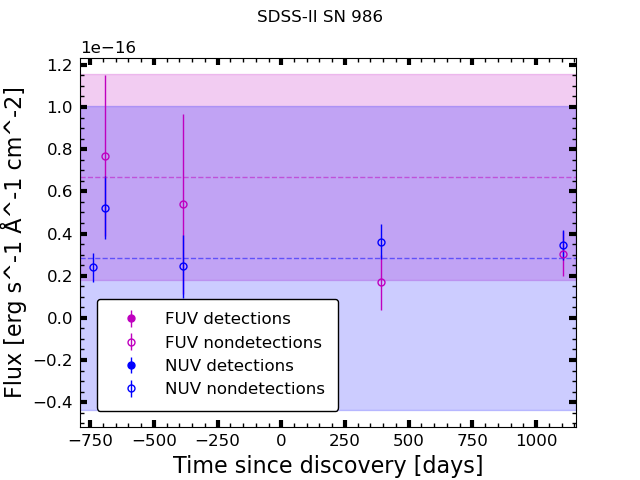 SDSS-II SN 986
1e−16
1.2
1.0
0.8
0.6
0.4
0.2
0.0
−0.2
−0.4
Flux [erg s^-1 Å^-1 cm^-2]
FUV detections
FUV nondetections
NUV detections
NUV nondetections
−750 −500 −250 0 250 500 750 1000
Time since discovery [days]